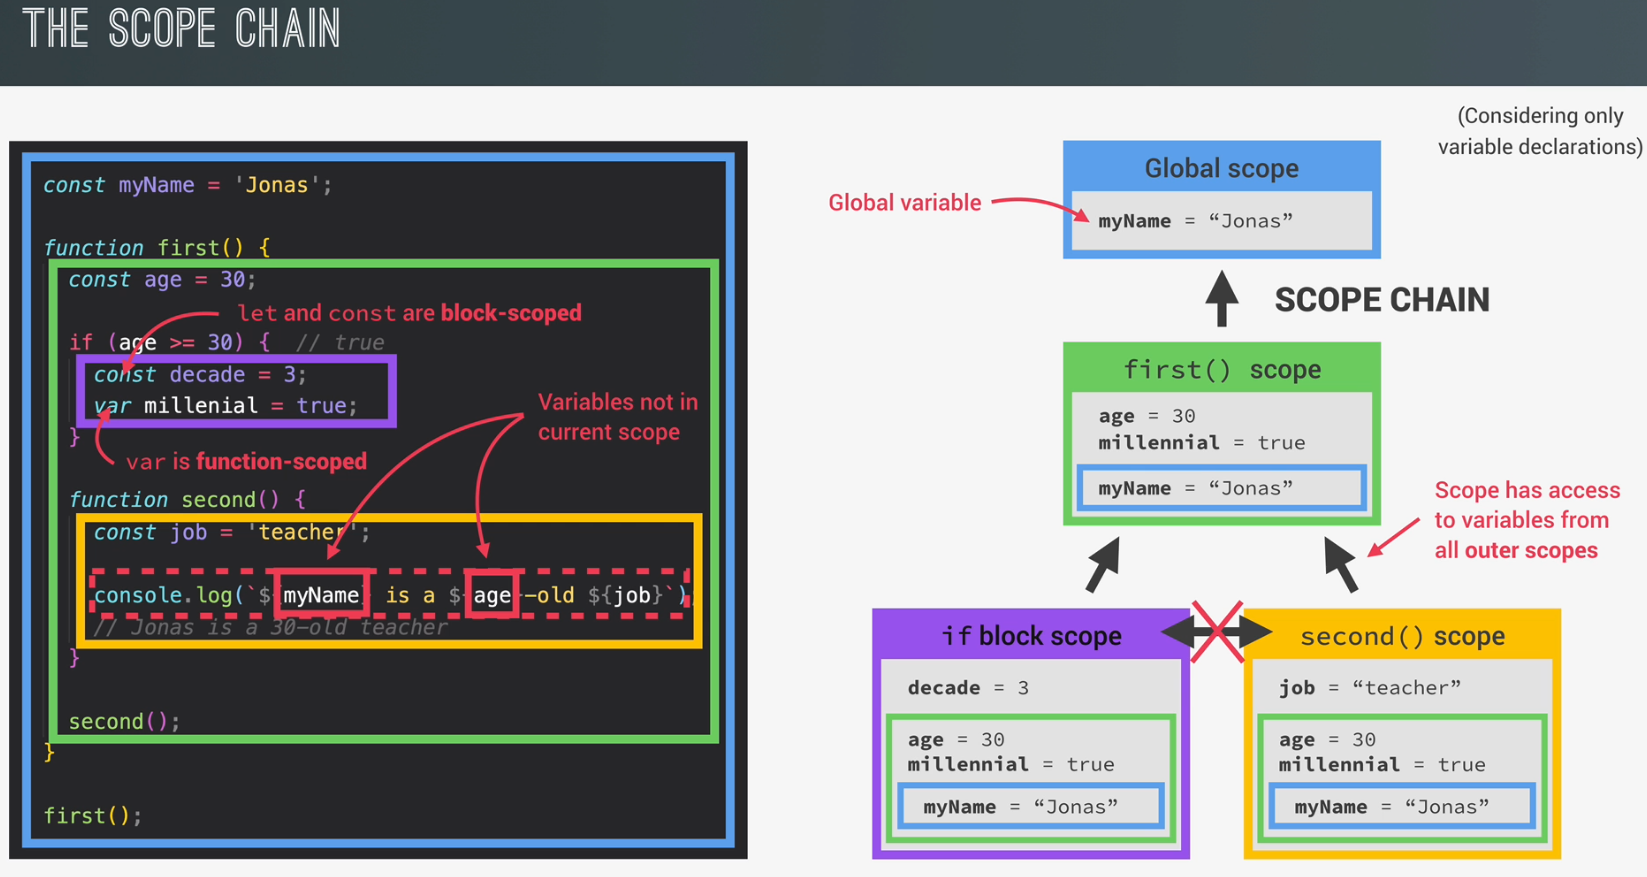 THE SCOPE CHAIN
const myName = 'Jonas';
function first() {
const age = 30;
let and const are block-scoped
if (age >= 30) { // true
const decade = 3;
var millenial = true;
}
var is function-scoped
Variables not in
current scope
function second() {
const job = 'teacher';
console.log(`${myName} is a ${age}-old ${job}`)
// Jonas is a 30-old teacher
}
second();
}
first();
(Considering only
variable declarations)
Global scope
Global variable
myName = “Jonas”
SCOPE CHAIN
first() scope
age = 30
millennial = true
myName = “Jonas”
Scope has access
to variables from
all outer scopes
if block scope
decade = 3
age = 30
millennial = true
myName = “Jonas”
second() scope
job = “teacher”
age = 30
millennial = true
myName = “Jonas”